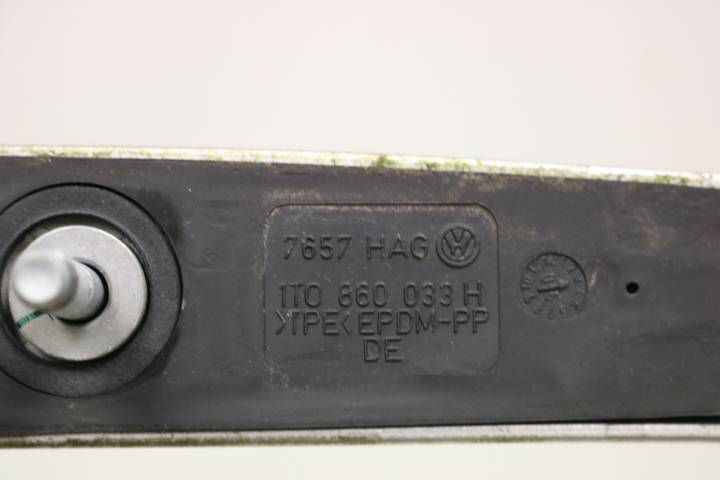 7657 HAG
1T0 860 033 H
>TPE< EPDM-PP
DE